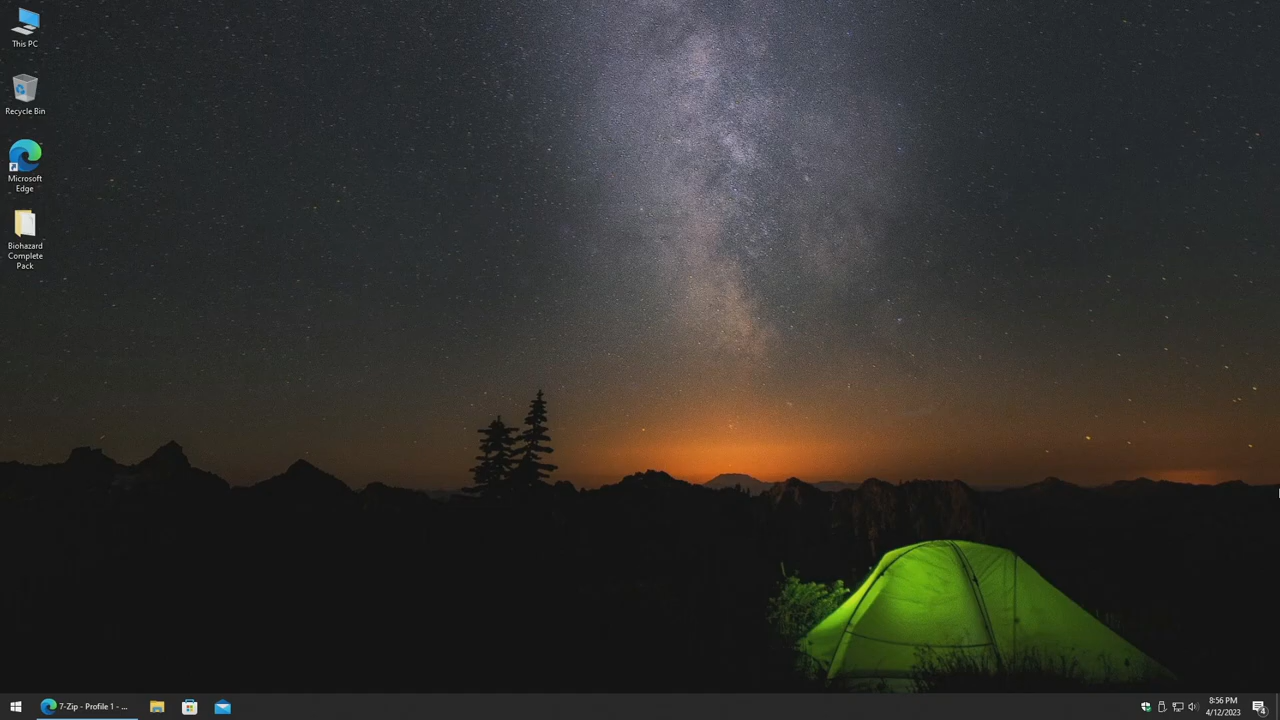 This PC
Recycle Bin
Microsoft
Edge
Biohazard
Complete
Pack
7-Zip - Profile 1 - ...
8:56 PM
4/12/2023
4